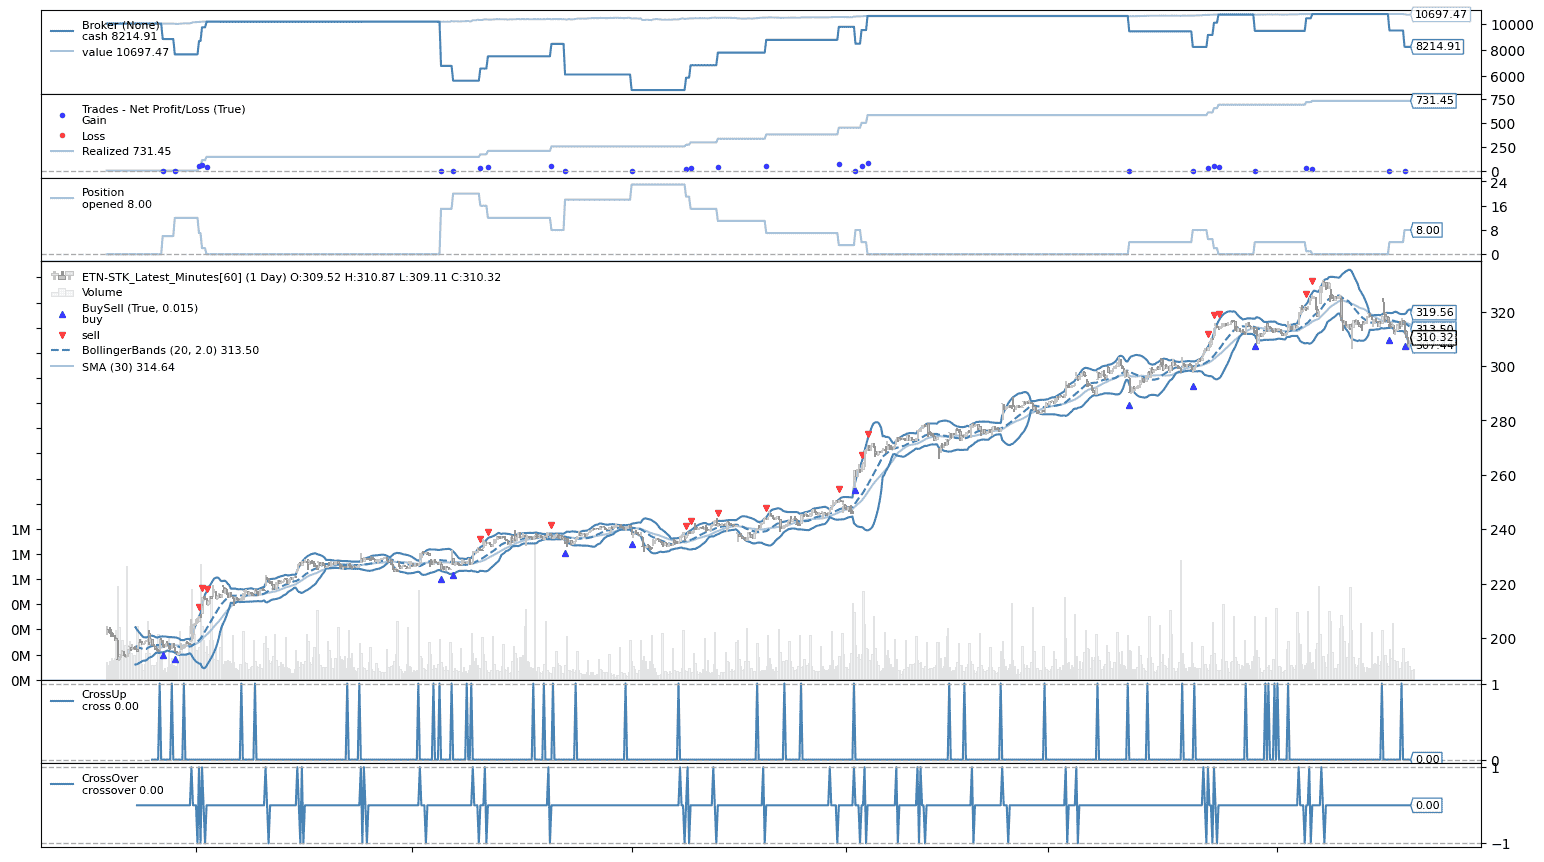 Broker (None)
cash 8214.91
value 10697.47
10697.47
10000
8214.91
8000
6000
Trades - Net Profit/Loss (True)
Gain
Loss
Realized 731.45
750
731.45
500
250
0
Position
opened 8.00
24
16
8
8.00
0
ETN-STK_Latest_Minutes[60] (1 Day) O:309.52 H:310.87 L:309.11 C:310.32
Volume
BuySell (True, 0.015)
buy
sell
BollingerBands (20, 2.0) 313.50
SMA (30) 314.64
320
319.56
313.50
310.32
307.44
300
280
260
240
220
200
1M
1M
1M
0M
0M
0M
0M
CrossUp
cross 0.00
1
0.00
0
CrossOver
crossover 0.00
1
0.00
−1